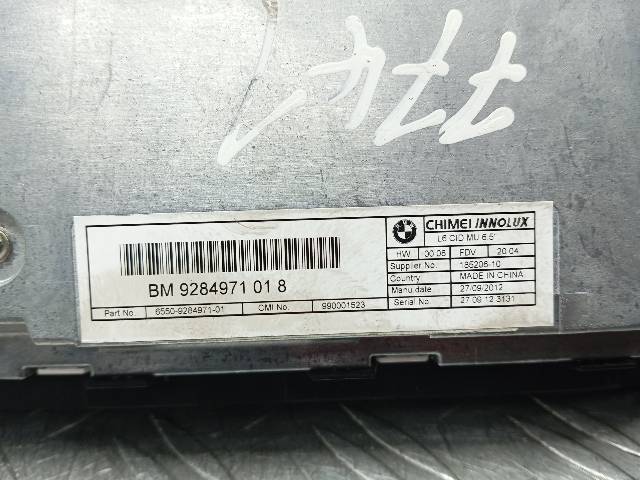 77K1
CHIMEI INNOLUX
L6 CID MU 6.5"
HW 00.06 FDV 20.04
Supplier No. 185206-10
Country MADE IN CHINA
Manu.date 27/09/2012
Serial No. 27 09 12 3131
BM 9284971 01 8
Part No. 6550-9284971-01 CMI No. 990001523